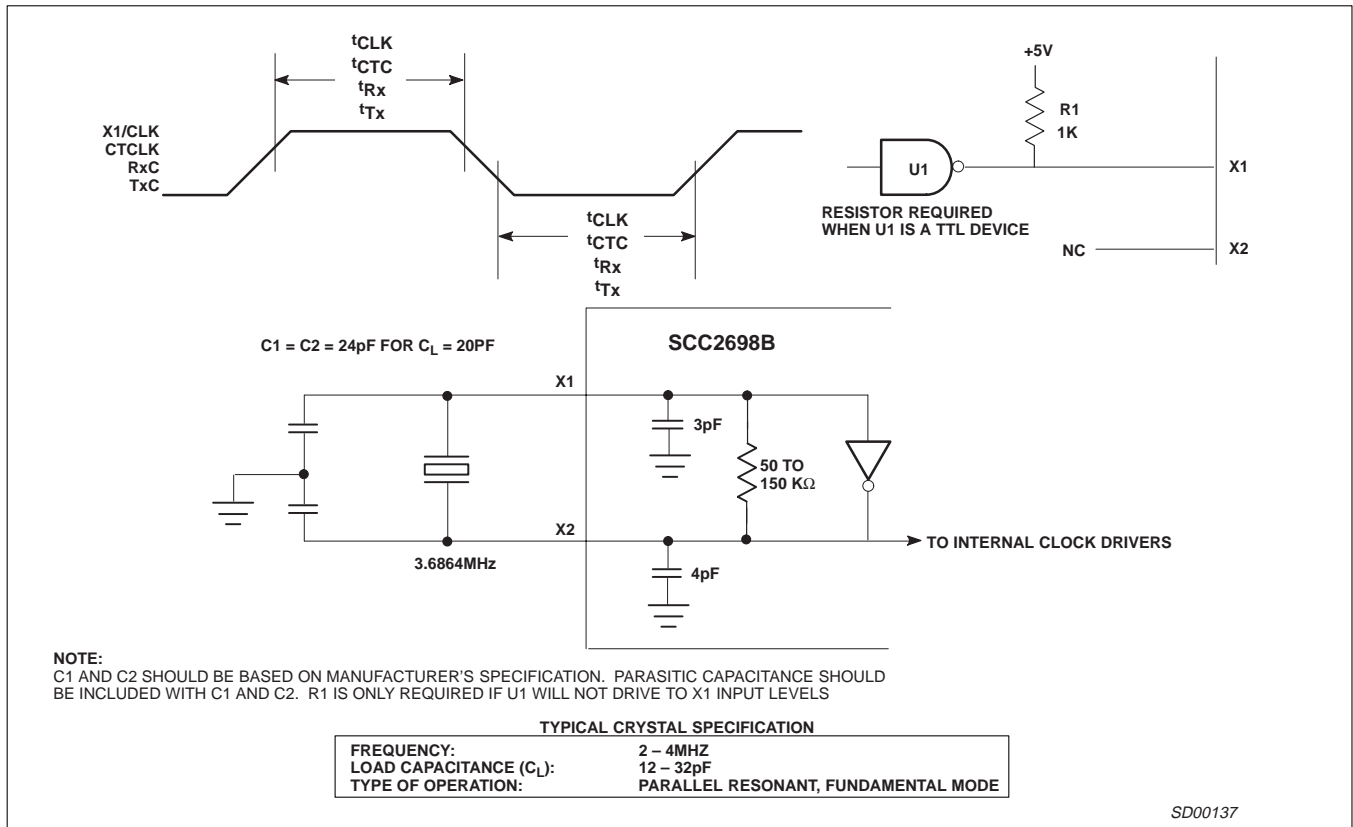 tCLK
tCTC
tRx
tTx
X1/CLK
CTCLK
RxC
TxC
tCLK
tCTC
tRx
tTx
+5V
R1
1K
U1
X1
RESISTOR REQUIRED
WHEN U1 IS A TTL DEVICE
NC
X2
C1 = C2 = 24pF FOR CL = 20PF
SCC2698B
X1
3pF
50 TO
150 KΩ
X2
TO INTERNAL CLOCK DRIVERS
3.6864MHz
4pF
NOTE:
C1 AND C2 SHOULD BE BASED ON MANUFACTURER'S SPECIFICATION. PARASITIC CAPACITANCE SHOULD
BE INCLUDED WITH C1 AND C2. R1 IS ONLY REQUIRED IF U1 WILL NOT DRIVE TO X1 INPUT LEVELS
TYPICAL CRYSTAL SPECIFICATION
FREQUENCY: 2 – 4MHZ
LOAD CAPACITANCE (CL): 12 – 32pF
TYPE OF OPERATION: PARALLEL RESONANT, FUNDAMENTAL MODE
SD00137